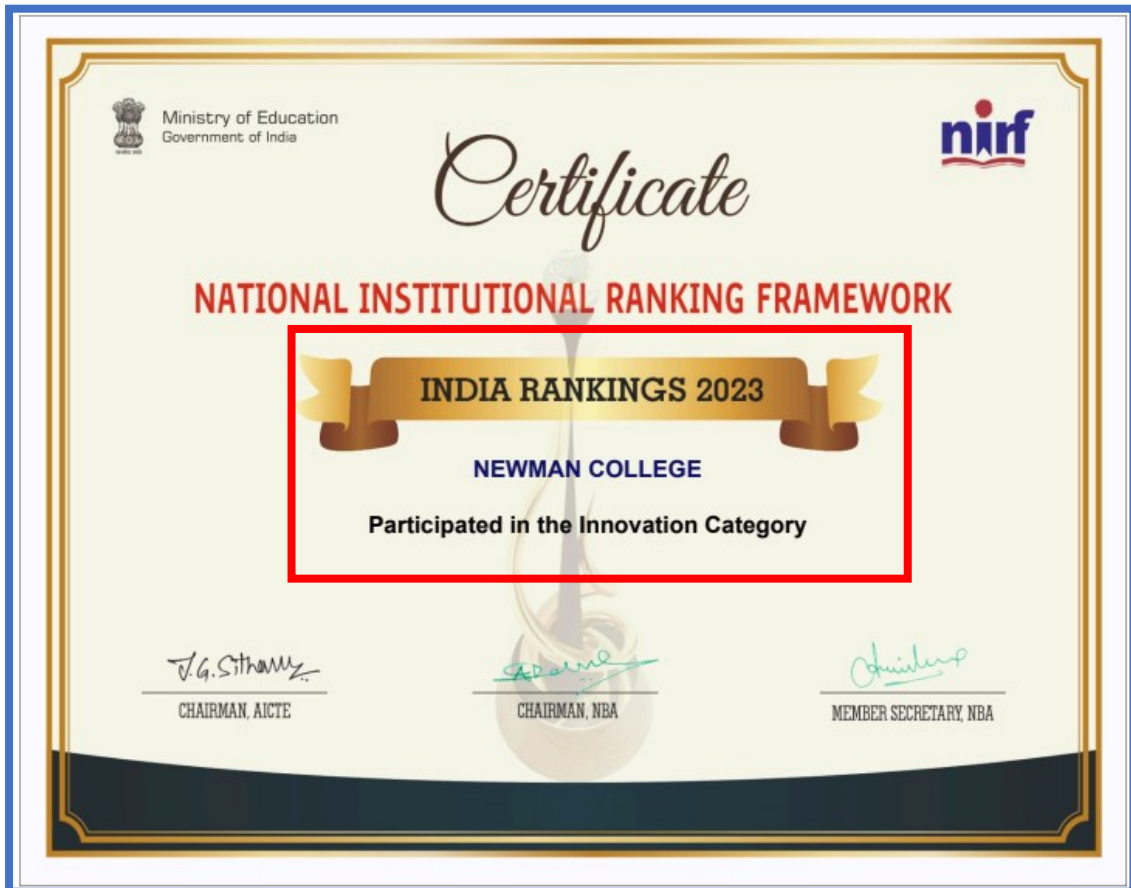 Ministry of Education
Government of India
nirf
Certificate
NATIONAL INSTITUTIONAL RANKING FRAMEWORK
INDIA RANKINGS 2023
NEWMAN COLLEGE
Participated in the Innovation Category
CHAIRMAN, AICTE
CHAIRMAN, NBA
MEMBER SECRETARY, NBA